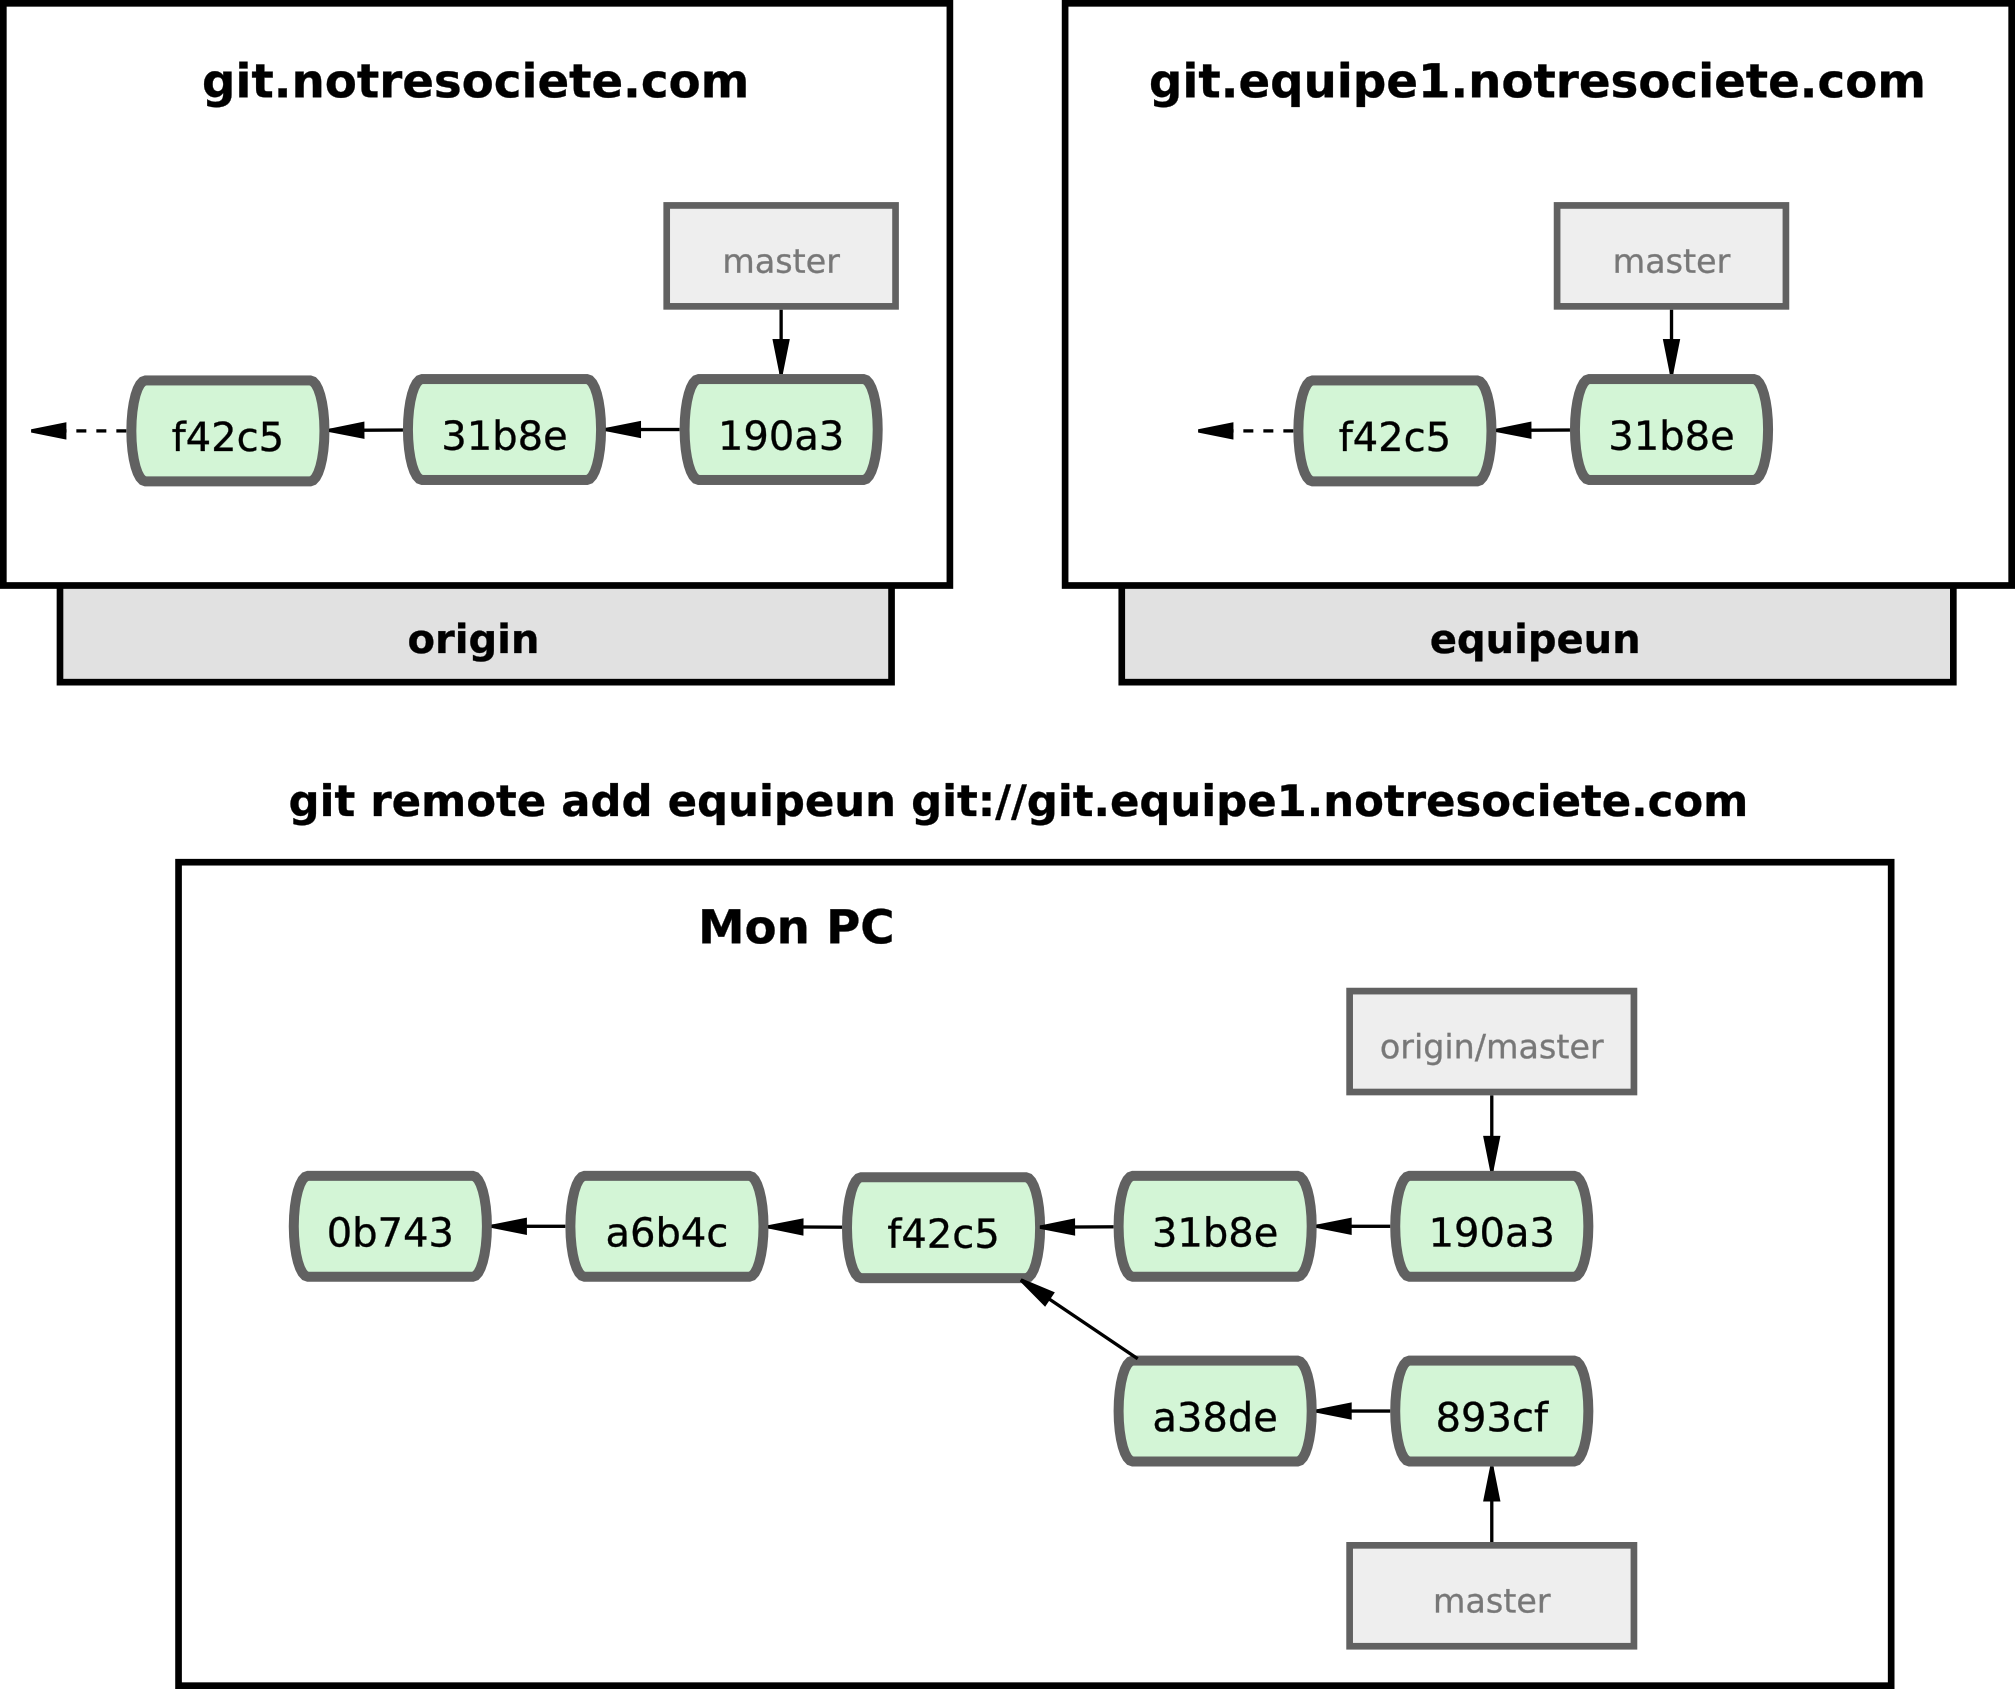 git.notresociete.com
master
f42c5
31b8e
190a3
origin
git.equipe1.notresociete.com
master
f42c5
31b8e
equipeun
git remote add equipeun git://git.equipe1.notresociete.com
Mon PC
origin/master
0b743
a6b4c
f42c5
31b8e
190a3
a38de
893cf
master